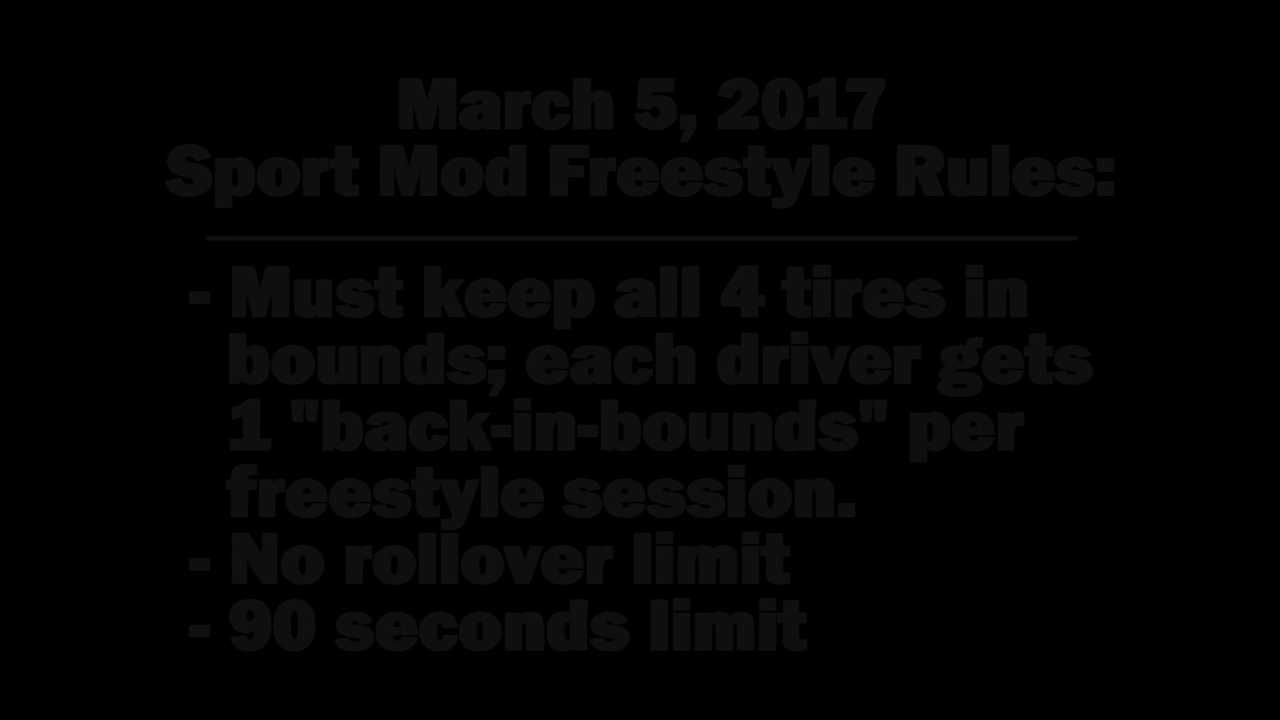 March 5, 2017
Sport Mod Freestyle Rules:
- Must keep all 4 tires in
bounds; each driver gets
1 "back-in-bounds" per
freestyle session.
- No rollover limit
- 90 seconds limit